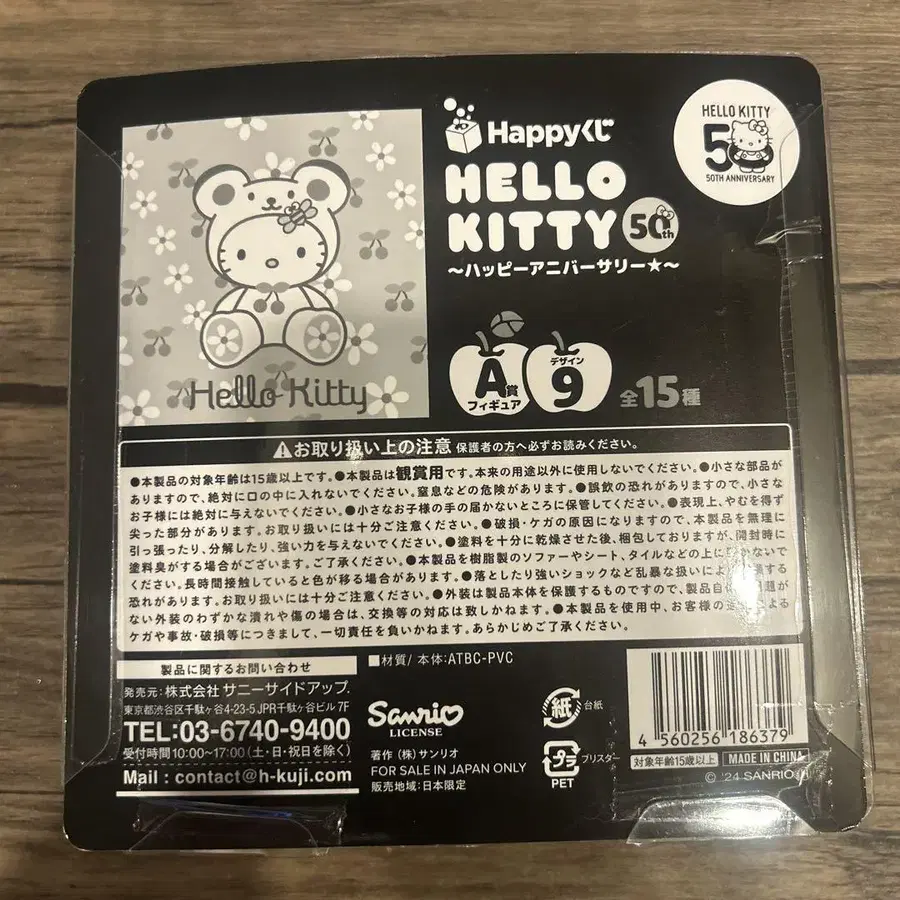 Happyくじ
HELLO
KITTY 50th
～ハッピーアニバーサリー★～
HELLO KITTY
50
50TH ANNIVERSARY
Hello Kitty
A賞
フィギュア
デザイン
9
全15種
お取り扱い上の注意 保護者の方へ必ずお読みください。
●本製品の対象年齢は15歳以上です。●本製品は観賞用です。本来の用途以外に使用しないでください。●小さな部品が
ありますので、絶対に口の中に入れないでください。窒息などの危険があります。●誤飲の恐れがありますので、小さな
お子様には絶対に与えないでください。●小さなお子様の手の届かないところに保管してください。●表現上、やむを得ず
尖った部分があります。お取り扱いには十分ご注意ください。●破損・ケガの原因になりますので、本製品を無理に
引っ張ったり、分解したり、強い力を与えないでください。●塗料を十分に乾燥させた後、梱包しておりますが、開封時に
塗料臭がする場合がございます。ご了承ください。●本製品を樹脂製のソファーやシート、タイルなどの上に置かないで
ください。長時間接触していると色が移る場合があります。●落としたり強いショックなど乱暴な扱いにより破損する
恐れがあります。お取り扱いには十分ご注意ください。●外装は製品本体を保護するものですので、製品自体に問題が
ない外装のわずかな潰れや傷の場合は、交換等の対応は致しかねます。●本製品を使用中、お客様の による
ケガや事故・破損等につきまして、一切責任を負いかねます。あらかじめご了承ください。
製品に関するお問い合わせ
発売元:株式会社 サニーサイドアップ
東京都渋谷区千駄ヶ谷4-23-5 JPR千駄ヶ谷ビル 7F
TEL:03-6740-9400
受付時間10:00~17:00(土・日・祝日を除く)
Mail : contact@h-kuji.com
■材質/本体:ATBC-PVC
Sanrio
LICENSE
著作(株)サンリオ
FOR SALE IN JAPAN ONLY
販売地域:日本限定
紙 台紙
プラ ブリスター
PET
4 560256 186379
対象年齢15歳以上
MADE IN CHINA
© '24 SANRIO